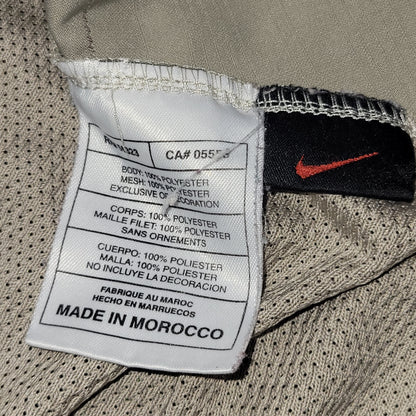 CA# 05553
BODY: 100% POLYESTER
MESH: 100% POLYESTER
EXCLUSIVE OF DECORATION
CORPS: 100% POLYESTER
MAILLE FILET: 100% POLYESTER
SANS ORNEMENTS
CUERPO: 100% POLIESTER
MALLA: 100% POLIESTER
NO INCLUYE LA DECORACION
FABRIQUE AU MAROC
HECHO EN MARRUECOS
MADE IN MOROCCO